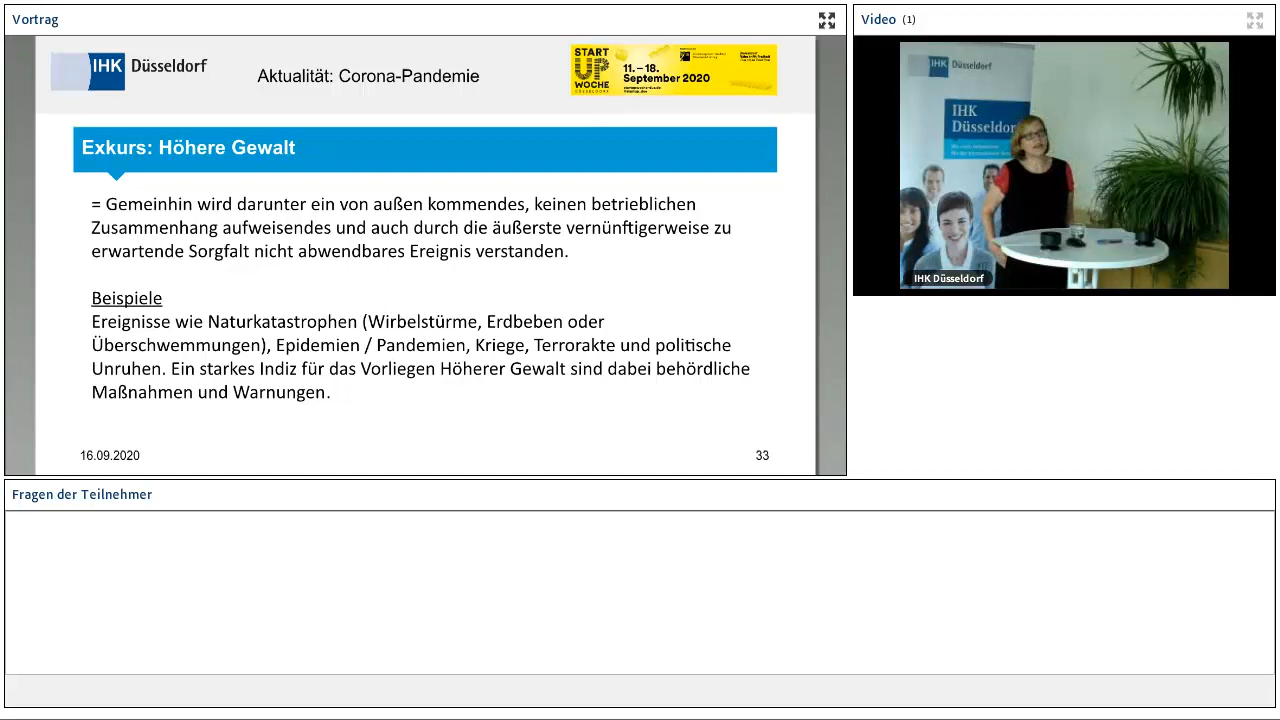 Vortrag
IHK Düsseldorf
Aktualität: Corona-Pandemie
START
UP
WOCHE
DÜSSELDORF
11. – 18.
September 2020
Exkurs: Höhere Gewalt
= Gemeinhin wird darunter ein von außen kommendes, keinen betrieblichen
Zusammenhang aufweisendes und auch durch die äußerste vernünftigerweise zu
erwartende Sorgfalt nicht abwendbares Ereignis verstanden.
Beispiele
Ereignisse wie Naturkatastrophen (Wirbelstürme, Erdbeben oder
Überschwemmungen), Epidemien / Pandemien, Kriege, Terrorakte und politische
Unruhen. Ein starkes Indiz für das Vorliegen Höherer Gewalt sind dabei behördliche
Maßnahmen und Warnungen.
16.09.2020
33
Video (1)
IHK Düsseldorf
IHK
Düsseldor
IHK Düsseldorf
Fragen der Teilnehmer